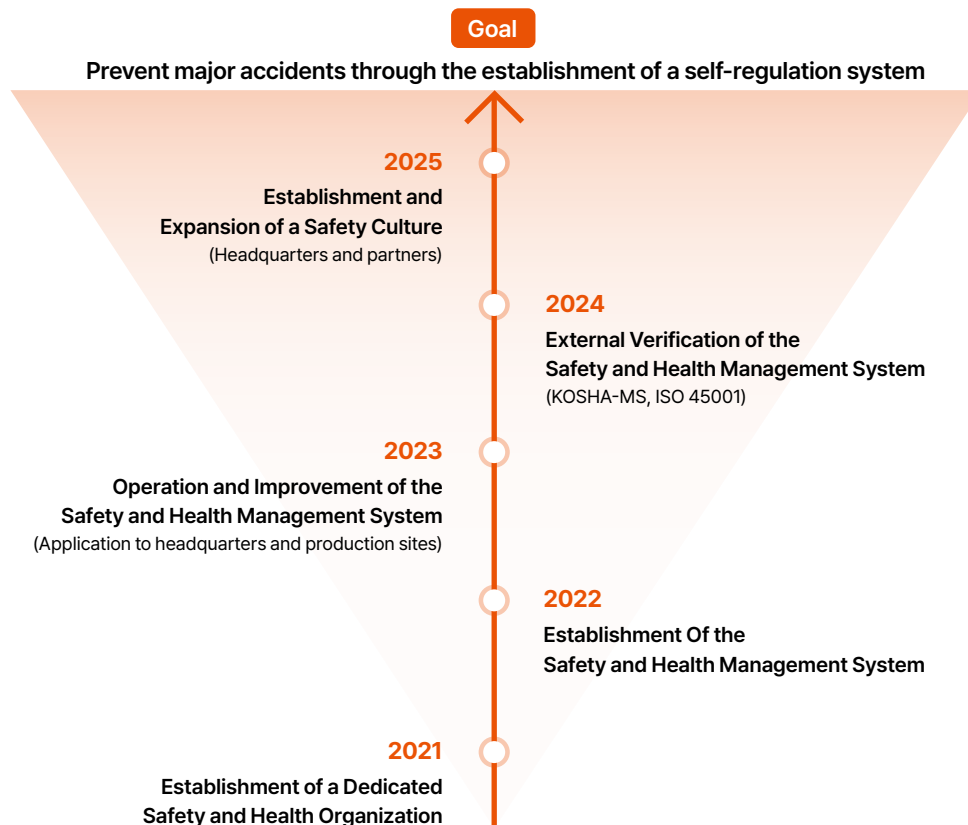 Goal
Prevent major accidents through the establishment of a self-regulation system
2025
Establishment and
Expansion of a Safety Culture
(Headquarters and partners)
2024
External Verification of the
Safety and Health Management System
(KOSHA-MS, ISO 45001)
2023
Operation and Improvement of the
Safety and Health Management System
(Application to headquarters and production sites)
2022
Establishment Of the
Safety and Health Management System
2021
Establishment of a Dedicated
Safety and Health Organization